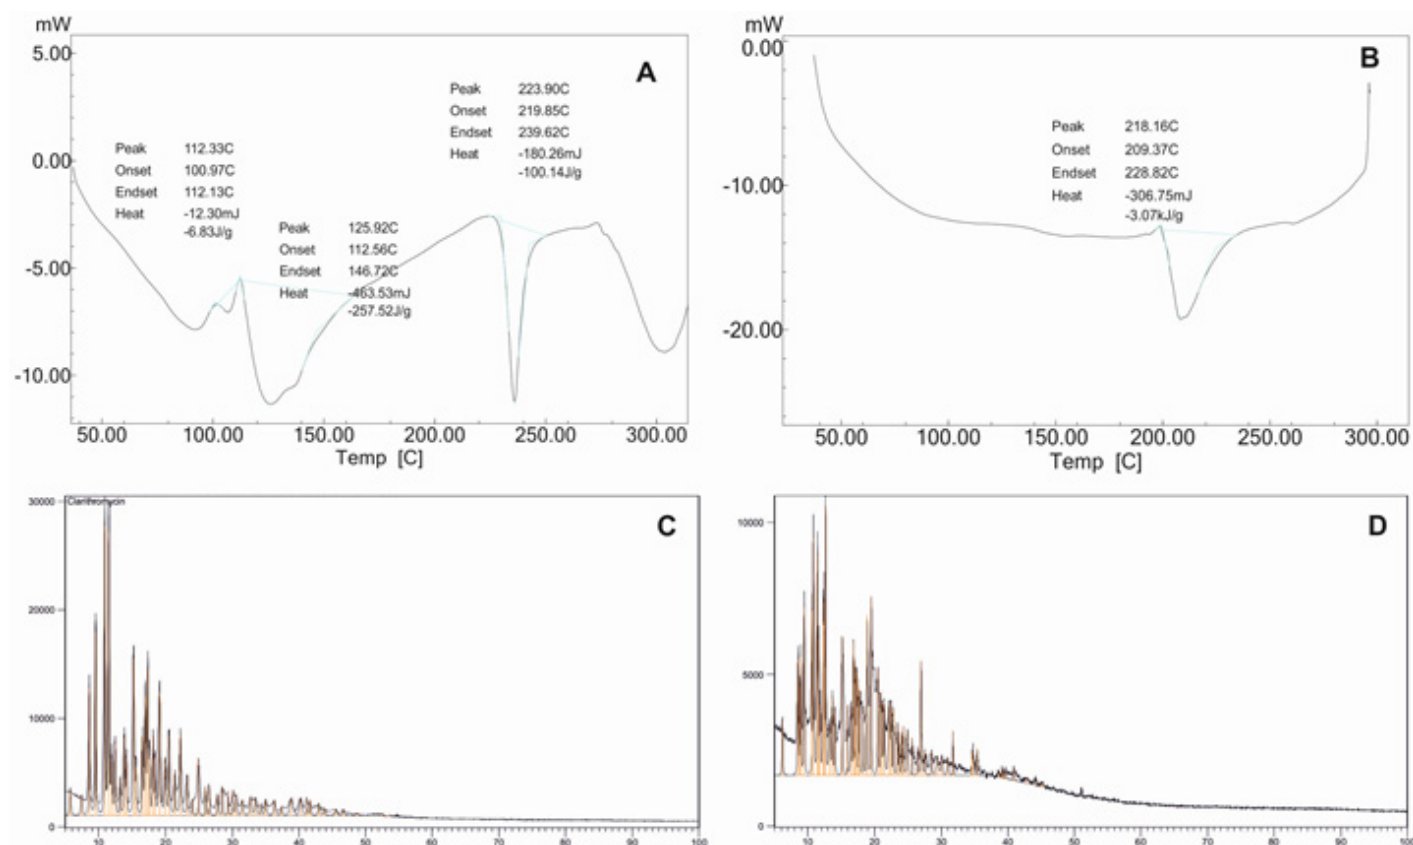 mW
5.00
0.00
-5.00
-10.00
A
Peak 112.33C
Onset 100.97C
Endset 112.13C
Heat -12.30mJ
-6.83J/g
Peak 125.92C
Onset 112.56C
Endset 146.72C
Heat -463.53mJ
-257.52J/g
Peak 223.90C
Onset 219.85C
Endset 239.62C
Heat -180.26mJ
-100.14J/g
50.00 100.00 150.00 200.00 250.00 300.00
Temp [C]
mW
0.00
-10.00
-20.00
B
Peak 218.16C
Onset 209.37C
Endset 228.82C
Heat -306.75mJ
-3.07kJ/g
50.00 100.00 150.00 200.00 250.00 300.00
Temp [C]
30000
20000
10000
0
Clarithromycin
C
10 20 30 40 50 60 70 80 90 100
10000
5000
0
D
10 20 30 40 50 60 70 80 90 100